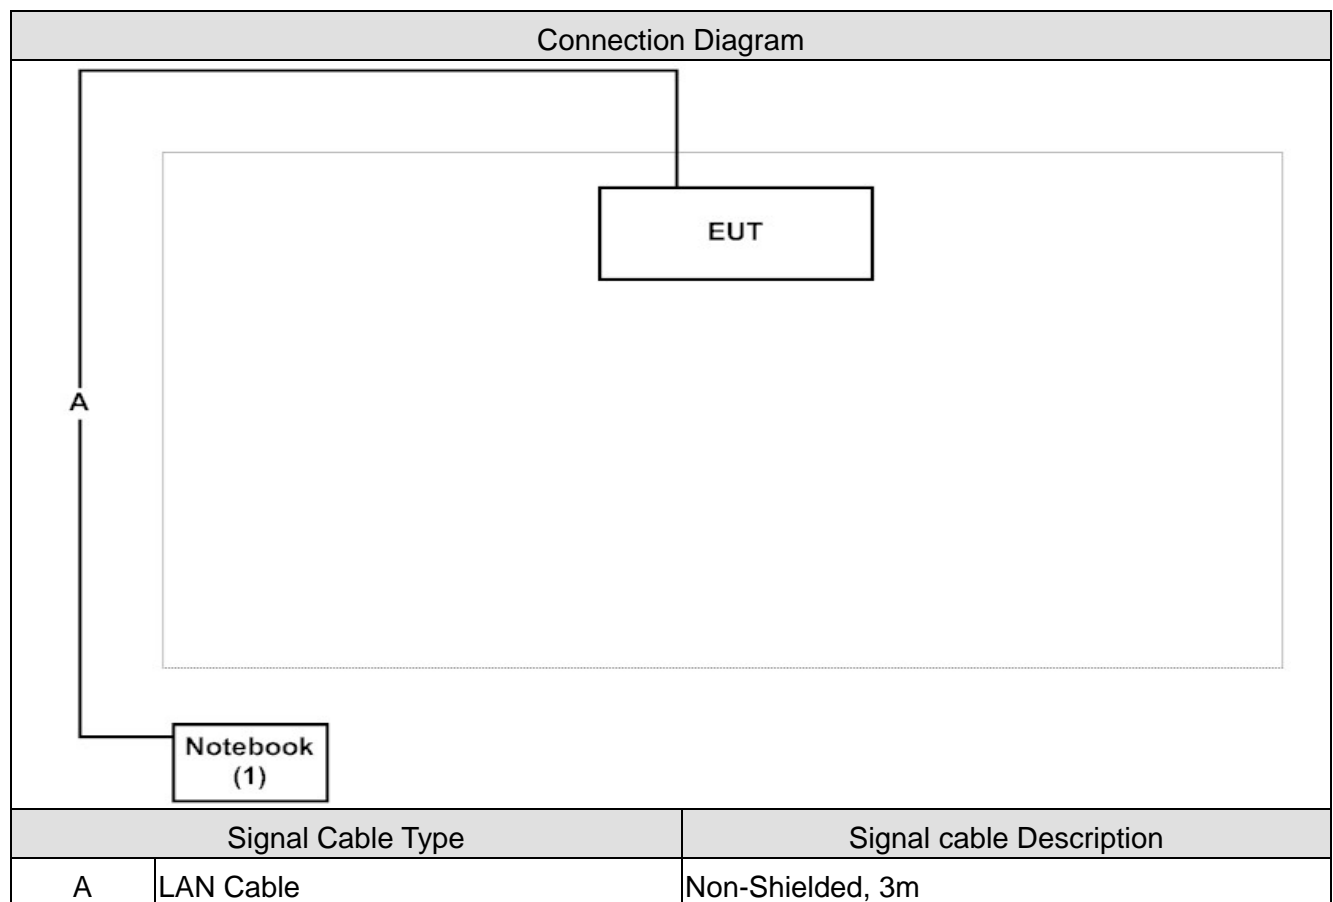 Connection Diagram
EUT
A
Notebook
(1)
Signal Cable Type Signal cable Description
A LAN Cable Non-Shielded, 3m